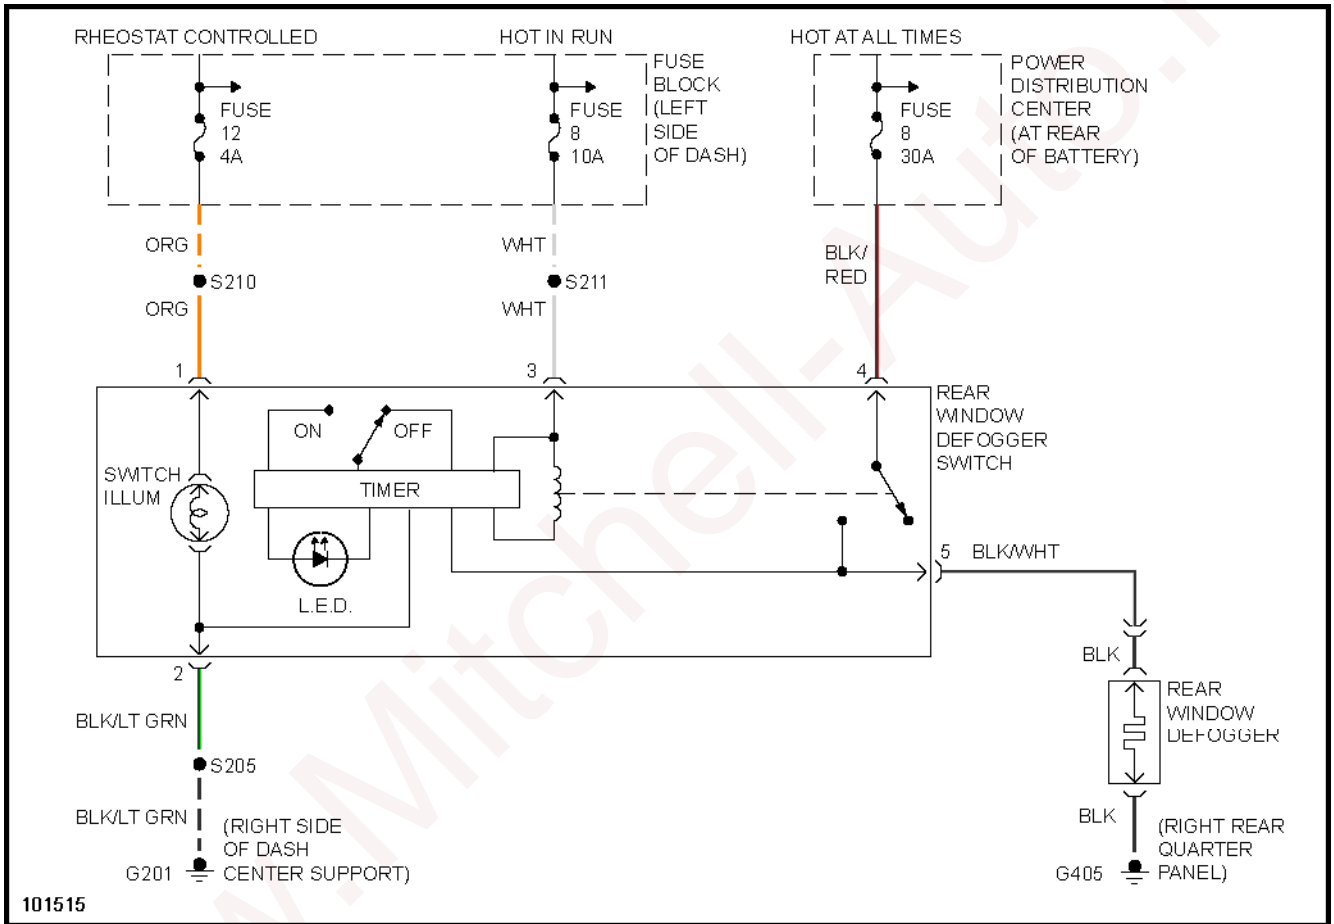 RHEOSTAT CONTROLLED
HOT IN RUN
HOT AT ALL TIMES
FUSE
12
4A
FUSE
8
10A
FUSE
BLOCK
(LEFT
SIDE
OF DASH)
FUSE
8
30A
POWER
DISTRIBUTION
CENTER
(AT REAR
OF BATTERY)
ORG
WHT
BLK/
RED
S210
S211
ORG
WHT
1
3
4
REAR
WINDOW
DEFOGGER
SWITCH
ON
OFF
SWITCH
ILLUM
TIMER
L.E.D.
5
BLK/WHT
2
BLK/LT GRN
S205
BLK/LT GRN
(RIGHT SIDE
OF DASH
CENTER SUPPORT)
G201
BLK
REAR
WINDOW
DEFOGGER
BLK
(RIGHT REAR
QUARTER
PANEL)
G405
101515
w.Mitchell-Auto.r